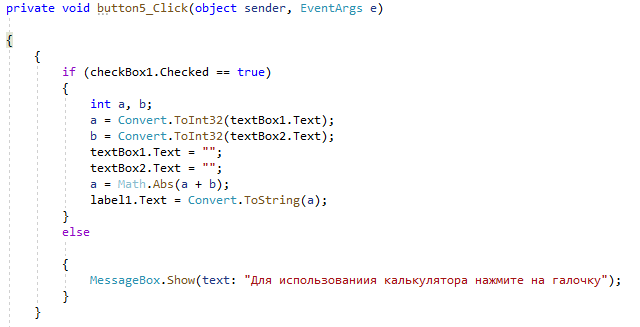 private void button5_Click(object sender, EventArgs e)
{
{
if (checkBox1.Checked == true)
{
int a, b;
a = Convert.ToInt32(textBox1.Text);
b = Convert.ToInt32(textBox2.Text);
textBox1.Text = "";
textBox2.Text = "";
a = Math.Abs(a + b);
label1.Text = Convert.ToString(a);
}
else
{
MessageBox.Show(text: "Для использованиия калькулятора нажмите на галочку");
}
}